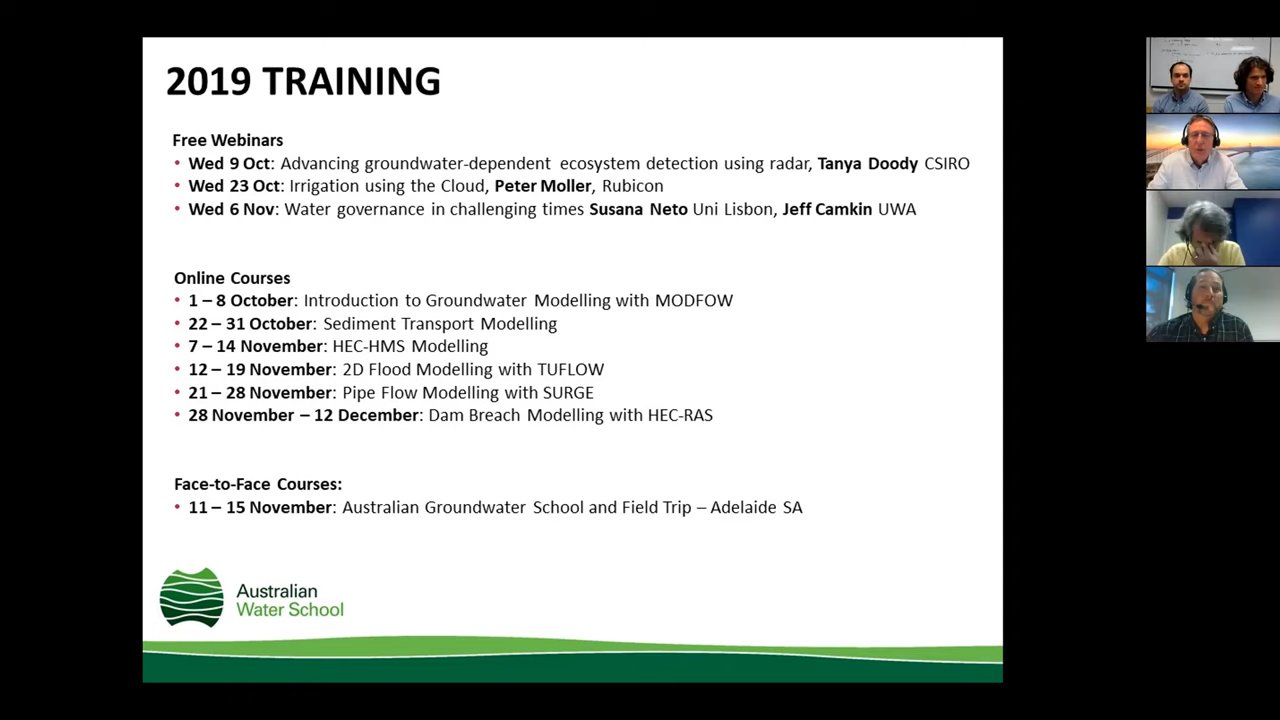 2019 TRAINING
Free Webinars
• Wed 9 Oct: Advancing groundwater-dependent ecosystem detection using radar, Tanya Doody CSIRO
• Wed 23 Oct: Irrigation using the Cloud, Peter Moller, Rubicon
• Wed 6 Nov: Water governance in challenging times Susana Neto Uni Lisbon, Jeff Camkin UWA
Online Courses
• 1 – 8 October: Introduction to Groundwater Modelling with MODFOW
• 22 – 31 October: Sediment Transport Modelling
• 7 – 14 November: HEC-HMS Modelling
• 12 – 19 November: 2D Flood Modelling with TUFLOW
• 21 – 28 November: Pipe Flow Modelling with SURGE
• 28 November – 12 December: Dam Breach Modelling with HEC-RAS
Face-to-Face Courses:
• 11 – 15 November: Australian Groundwater School and Field Trip – Adelaide SA
Australian
Water School